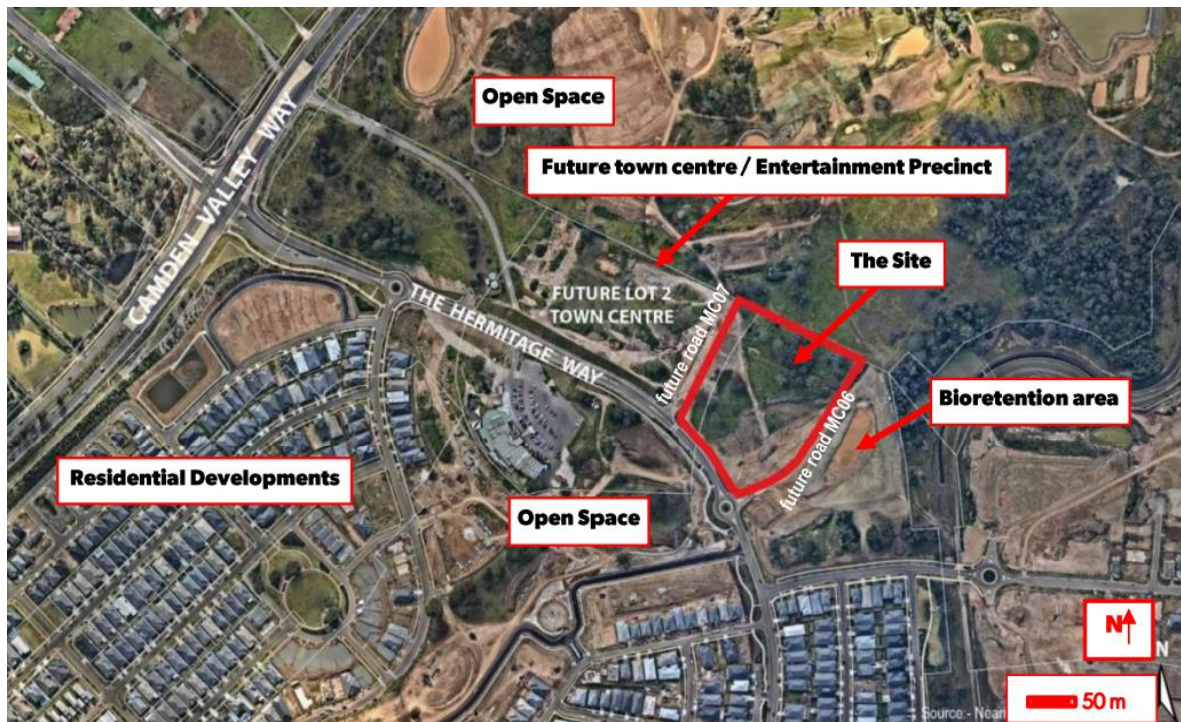 Open Space
Future town centre / Entertainment Precinct
CAMDEN VALLEY WAY
The Site
FUTURE LOT 2
TOWN CENTRE
future road MC07
THE HERMITAGE WAY
Bioretention area
future road MC06
Residential Developments
Open Space
N
N
50 m
Source:- Near